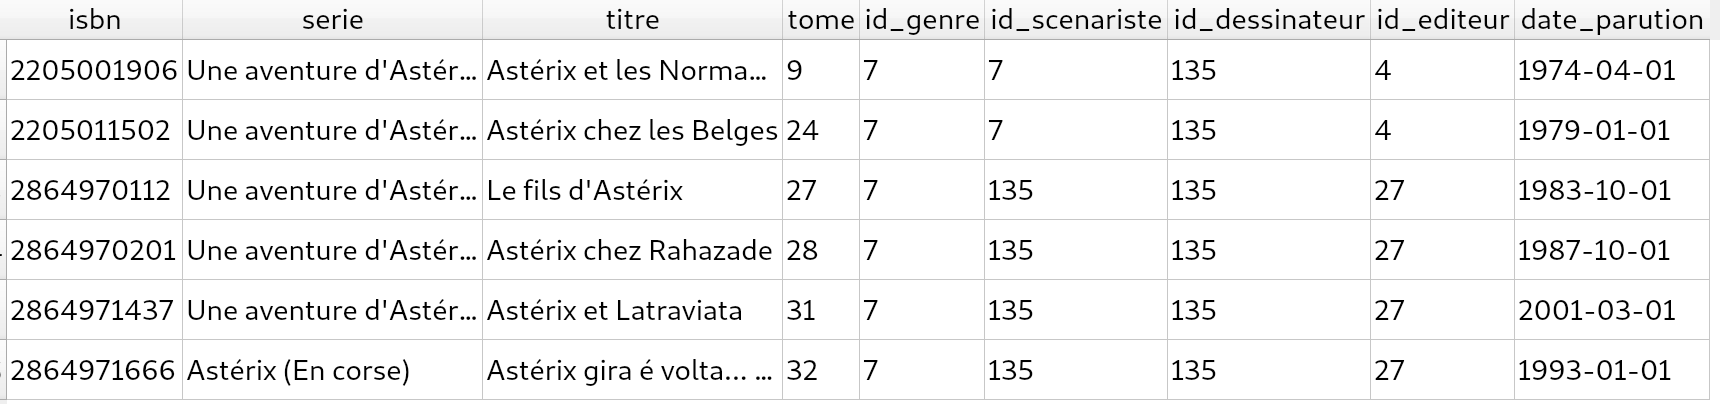 isbn serie titre tome id_genre id_scenariste id_dessinateur id_editeur date_parution
2205001906 Une aventure d'Astér... Astérix et les Norma... 9 7 7 135 4 1974-04-01
2205011502 Une aventure d'Astér... Astérix chez les Belges 24 7 7 135 4 1979-01-01
2864970112 Une aventure d'Astér... Le fils d'Astérix 27 7 135 135 27 1983-10-01
2864970201 Une aventure d'Astér... Astérix chez Rahazade 28 7 135 135 27 1987-10-01
2864971437 Une aventure d'Astér... Astérix et Latraviata 31 7 135 135 27 2001-03-01
2864971666 Astérix (En corse) Astérix gira é volta... ... 32 7 135 135 27 1993-01-01